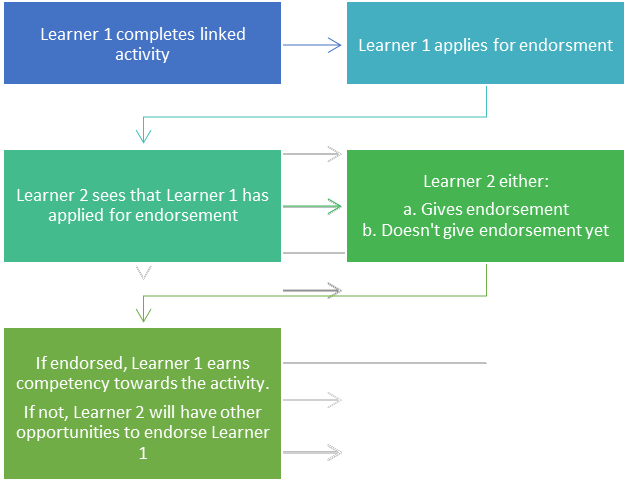 Learner 1 completes linked
activity
Learner 1 applies for endorsment
Learner 2 sees that Learner 1 has
applied for endorsement
Learner 2 either:
a. Gives endorsement
b. Doesn't give endorsement yet
If endorsed, Learner 1 earns
competency towards the activity.
If not, Learner 2 will have other
opportunities to endorse Learner
1